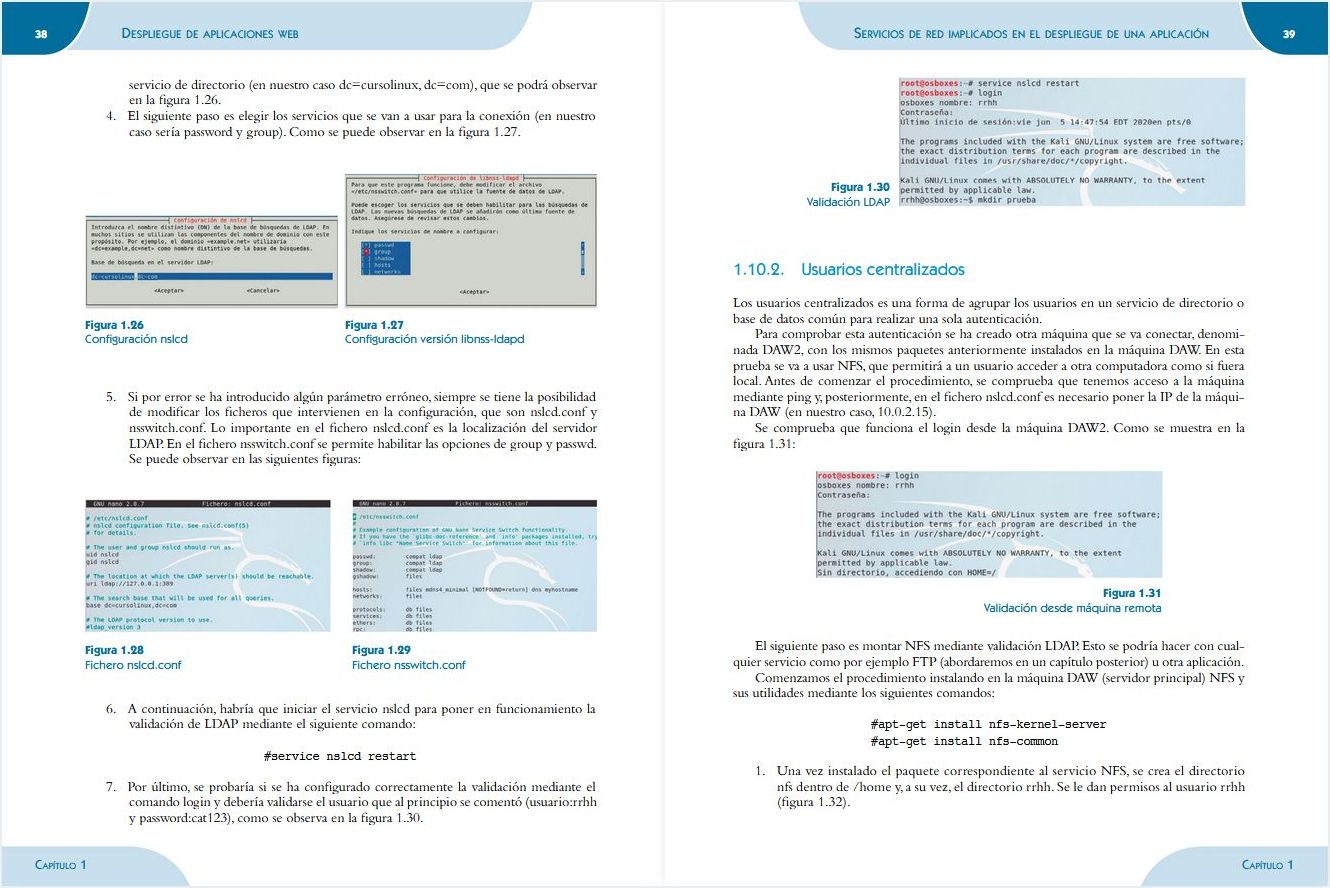 38
DESPLIEGUE DE APLICACIONES WEB
servicio de directorio (en nuestro caso dc=cursolinux, dc=com), que se podrá observar
en la figura 1.26.
4. El siguiente paso es elegir los servicios que se van a usar para la conexión (en nuestro
caso sería password y group). Como se puede observar en la figura 1.27.
Configuración de nslcd
Introduzca el nombre distintivo (DN) de la base de búsquedas de LDAP. En
muchos sitios se utilizan las componentes del nombre de dominio con este
propósito. Por ejemplo, el dominio «example.net» utilizaría
«dc=example,dc=net» como nombre distintivo de la base de búsquedas.
Base de búsqueda en el servidor LDAP:
dc=cursolinux,dc=com
<Aceptar> <Cancelar>
Figura 1.26
Configuración nslcd
Configuración de libnss-ldapd
Para que este programa funcione, debe modificar el archivo
«/etc/nsswitch.conf» para que utilice la fuente de datos de LDAP.
Puede escoger los servicios que se deben habilitar para las búsquedas de
LDAP. Las nuevas búsquedas de LDAP se añadirán como última fuente de
datos. Asegúrese de revisar estos cambios.
Indique los servicios de nombre a configurar:
[*] passwd
[*] group
[ ] shadow
[ ] hosts
[ ] networks
<Aceptar>
Figura 1.27
Configuración versión libnss-ldapd
5. Si por error se ha introducido algún parámetro erróneo, siempre se tiene la posibilidad
de modificar los ficheros que intervienen en la configuración, que son nslcd.conf y
nsswitch.conf. Lo importante en el fichero nslcd.conf es la localización del servidor
LDAP. En el fichero nsswitch.conf se permite habilitar las opciones de group y passwd.
Se puede observar en las siguientes figuras:
GNU nano 2.8.7 Fichero: nslcd.conf
# /etc/nslcd.conf
# nslcd configuration file. See nslcd.conf(5)
# for details.
# The user and group nslcd should run as.
uid nslcd
gid nslcd
# The location at which the LDAP server(s) should be reachable.
uri ldap://127.0.0.1:389
# The search base that will be used for all queries.
base dc=cursolinux,dc=com
# The LDAP protocol version to use.
#ldap_version 3
Figura 1.28
Fichero nslcd.conf
GNU nano 2.8.7 Fichero: nsswitch.conf
# /etc/nsswitch.conf
#
# Example configuration of GNU Name Service Switch functionality.
# If you have the `glibc-doc-reference' and `info' packages installed, try
# `info libc "Name Service Switch"' for information about this file.
passwd: compat ldap
group: compat ldap
shadow: compat ldap
gshadow: files
hosts: files mdns4_minimal [NOTFOUND=return] dns myhostname
networks: files
protocols: db files
services: db files
ethers: db files
rpc: db files
Figura 1.29
Fichero nsswitch.conf
6. A continuación, habría que iniciar el servicio nslcd para poner en funcionamiento la
validación de LDAP mediante el siguiente comando:
#service nslcd restart
7. Por último, se probaría si se ha configurado correctamente la validación mediante el
comando login y debería validarse el usuario que al principio se comentó (usuario:rrhh
y password:cat123), como se observa en la figura 1.30.
CAPÍTULO 1
SERVICIOS DE RED IMPLICADOS EN EL DESPLIEGUE DE UNA APLICACIÓN
39
root@osboxes:~# service nslcd restart
root@osboxes:~# login
osboxes nombre: rrhh
Contraseña:
Último inicio de sesión:vie jun  5 14:47:54 EDT 2020en pts/0
The programs included with the Kali GNU/Linux system are free software;
the exact distribution terms for each program are described in the
individual files in /usr/share/doc/*/copyright.
Kali GNU/Linux comes with ABSOLUTELY NO WARRANTY, to the extent
permitted by applicable law.
rrhh@osboxes:~$ mkdir prueba
Figura 1.30
Validación LDAP
1.10.2. Usuarios centralizados
Los usuarios centralizados es una forma de agrupar los usuarios en un servicio de directorio o
base de datos común para realizar una sola autenticación.
Para comprobar esta autenticación se ha creado otra máquina que se va conectar, denomi-
nada DAW2, con los mismos paquetes anteriormente instalados en la máquina DAW. En esta
prueba se va a usar NFS, que permitirá a un usuario acceder a otra computadora como si fuera
local. Antes de comenzar el procedimiento, se comprueba que tenemos acceso a la máquina
mediante ping y, posteriormente, en el fichero nslcd.conf es necesario poner la IP de la máqui-
na DAW (en nuestro caso, 10.0.2.15).
Se comprueba que funciona el login desde la máquina DAW2. Como se muestra en la
figura 1.31:
root@osboxes:~# login
osboxes nombre: rrhh
Contraseña:
The programs included with the Kali GNU/Linux system are free software;
the exact distribution terms for each program are described in the
individual files in /usr/share/doc/*/copyright.
Kali GNU/Linux comes with ABSOLUTELY NO WARRANTY, to the extent
permitted by applicable law.
Sin directorio, accediendo con HOME=/
Figura 1.31
Validación desde máquina remota
El siguiente paso es montar NFS mediante validación LDAP. Esto se podría hacer con cual-
quier servicio como por ejemplo FTP (abordaremos en un capítulo posterior) u otra aplicación.
Comenzamos el procedimiento instalando en la máquina DAW (servidor principal) NFS y
sus utilidades mediante los siguientes comandos:
#apt-get install nfs-kernel-server
#apt-get install nfs-common
1. Una vez instalado el paquete correspondiente al servicio NFS, se crea el directorio
nfs dentro de /home y, a su vez, el directorio rrhh. Se le dan permisos al usuario rrhh
(figura 1.32).
CAPÍTULO 1